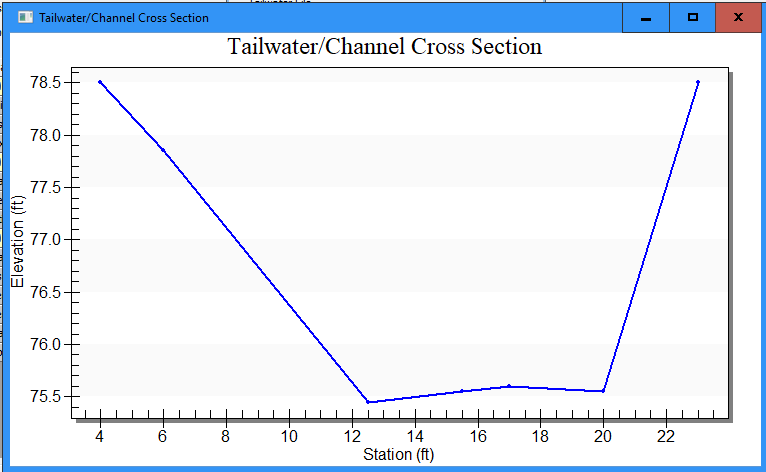 Tailwater/Channel Cross Section
Tailwater/Channel Cross Section
Elevation (ft)
78.5
78.0
77.5
77.0
76.5
76.0
75.5
4 6 8 10 12 14 16 18 20 22
Station (ft)